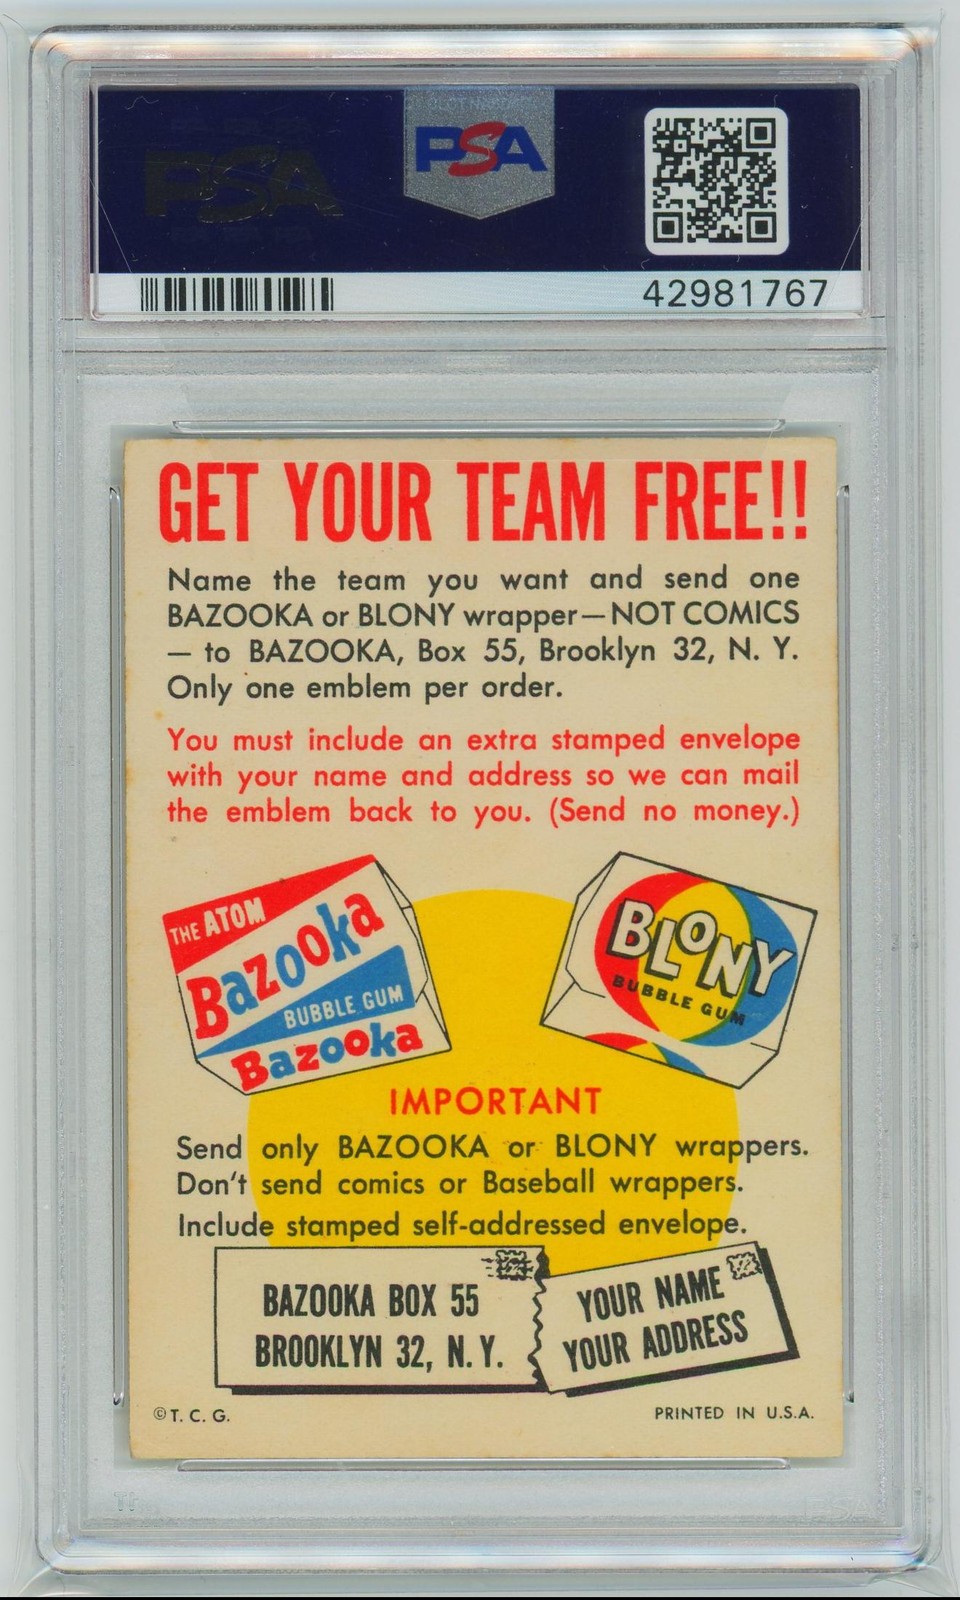 PSA
PSA
42981767
GET YOUR TEAM FREE!!
Name the team you want and send one
BAZOOKA or BLONY wrapper—NOT COMICS
— to BAZOOKA, Box 55, Brooklyn 32, N. Y.
Only one emblem per order.
You must include an extra stamped envelope
with your name and address so we can mail
the emblem back to you. (Send no money.)
THE ATOM
Bazooka
BUBBLE GUM
Bazooka
BLONY
BUBBLE GUM
IMPORTANT
Send only BAZOOKA or BLONY wrappers.
Don't send comics or Baseball wrappers.
Include stamped self-addressed envelope.
BAZOOKA BOX 55
BROOKLYN 32, N. Y.
YOUR NAME
YOUR ADDRESS
© T. C. G.
PRINTED IN U.S.A.
PSA